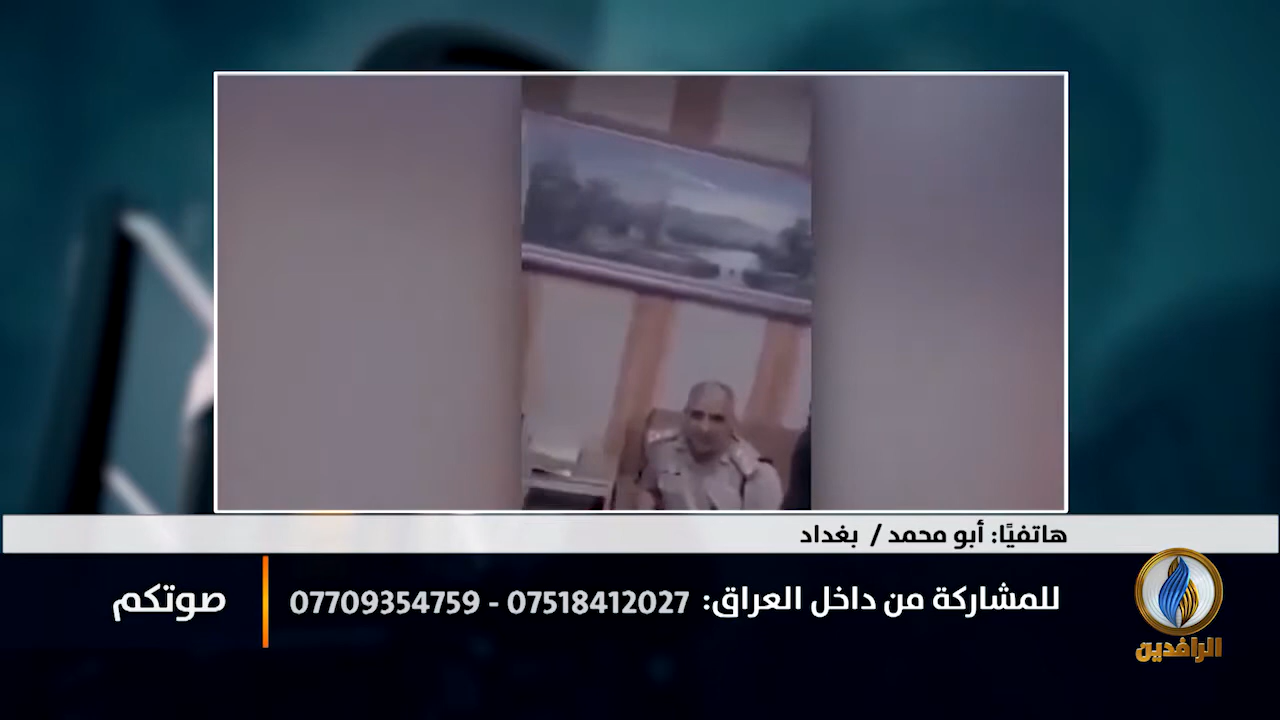 هاتفيًا: أبو محمد / بغداد
للمشاركة من داخل العراق: 07518412027 - 07709354759
صوتكم
الرافدين